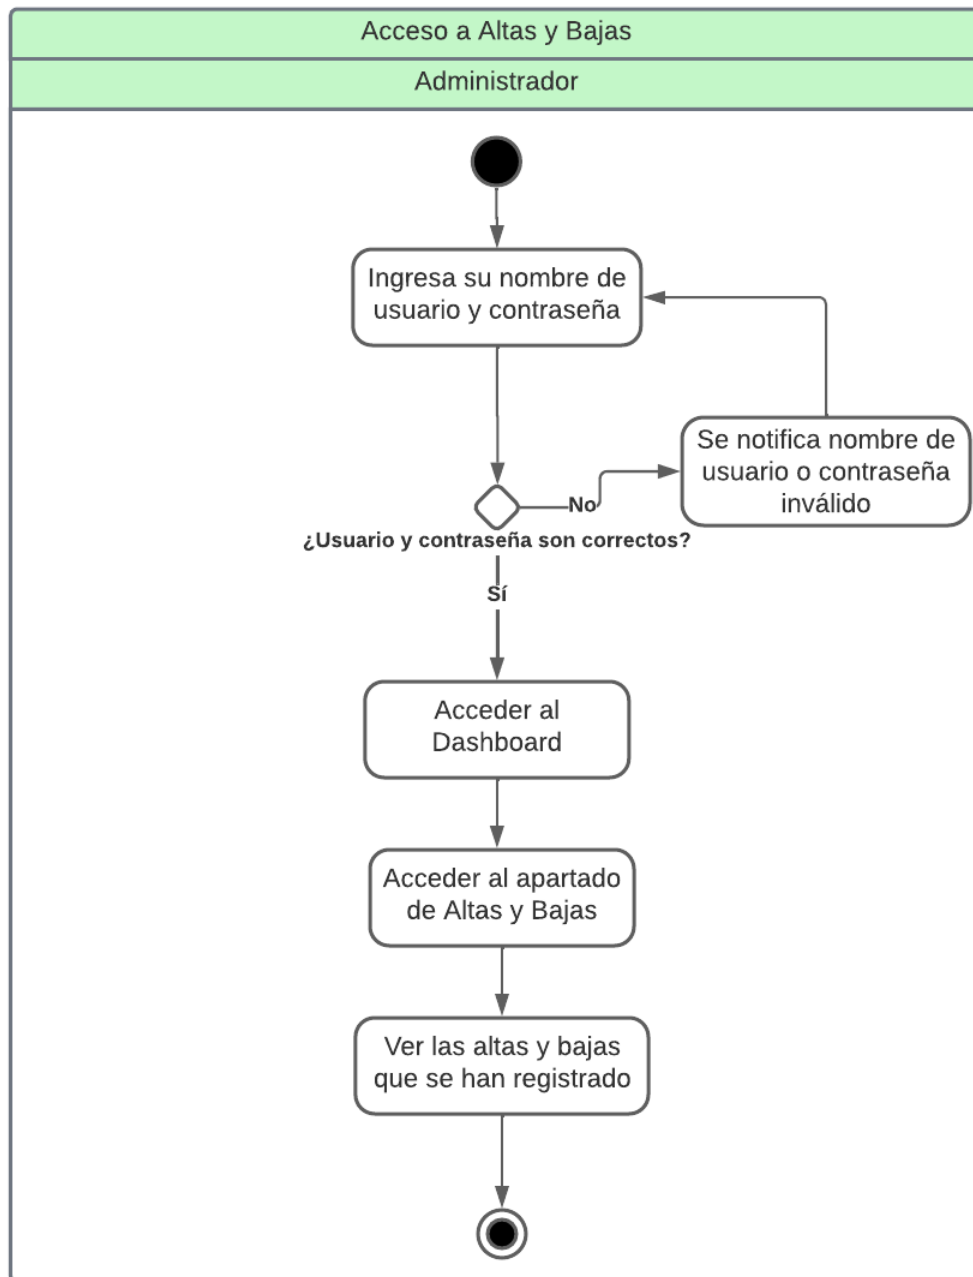 Acceso a Altas y Bajas
Administrador
Ingresa su nombre de
usuario y contraseña
Se notifica nombre de
usuario o contraseña
inválido
No
¿Usuario y contraseña son correctos?
Sí
Acceder al
Dashboard
Acceder al apartado
de Altas y Bajas
Ver las altas y bajas
que se han registrado